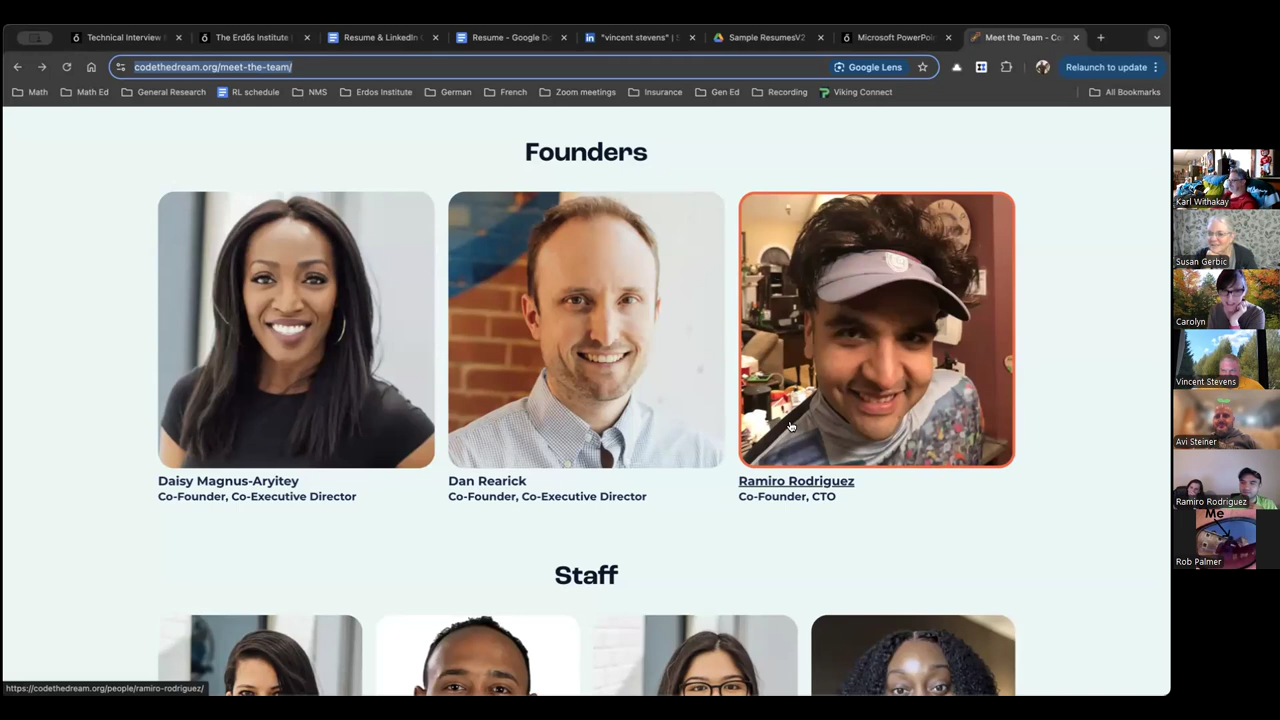 Technical Interview
The Erdős Institute
Resume & LinkedIn
Resume - Google Do
"vincent stevens" | S
Sample ResumesV2
Microsoft PowerPoi
Meet the Team - Co
codethedream.org/meet-the-team/
Google Lens
Relaunch to update
Math
Math Ed
General Research
RL schedule
NMS
Erdos Institute
German
French
Zoom meetings
Insurance
Gen Ed
Recording
Viking Connect
All Bookmarks
Founders
Daisy Magnus-Aryitey
Co-Founder, Co-Executive Director
Dan Rearick
Co-Founder, Co-Executive Director
Ramiro Rodriguez
Co-Founder, CTO
Staff
https://codethedream.org/people/ramiro-rodriguez/
Karl Withakay
Susan Gerbic
Carolyn
Vincent Stevens
Avi Steiner
Ramiro Rodriguez
Me
Rob Palmer